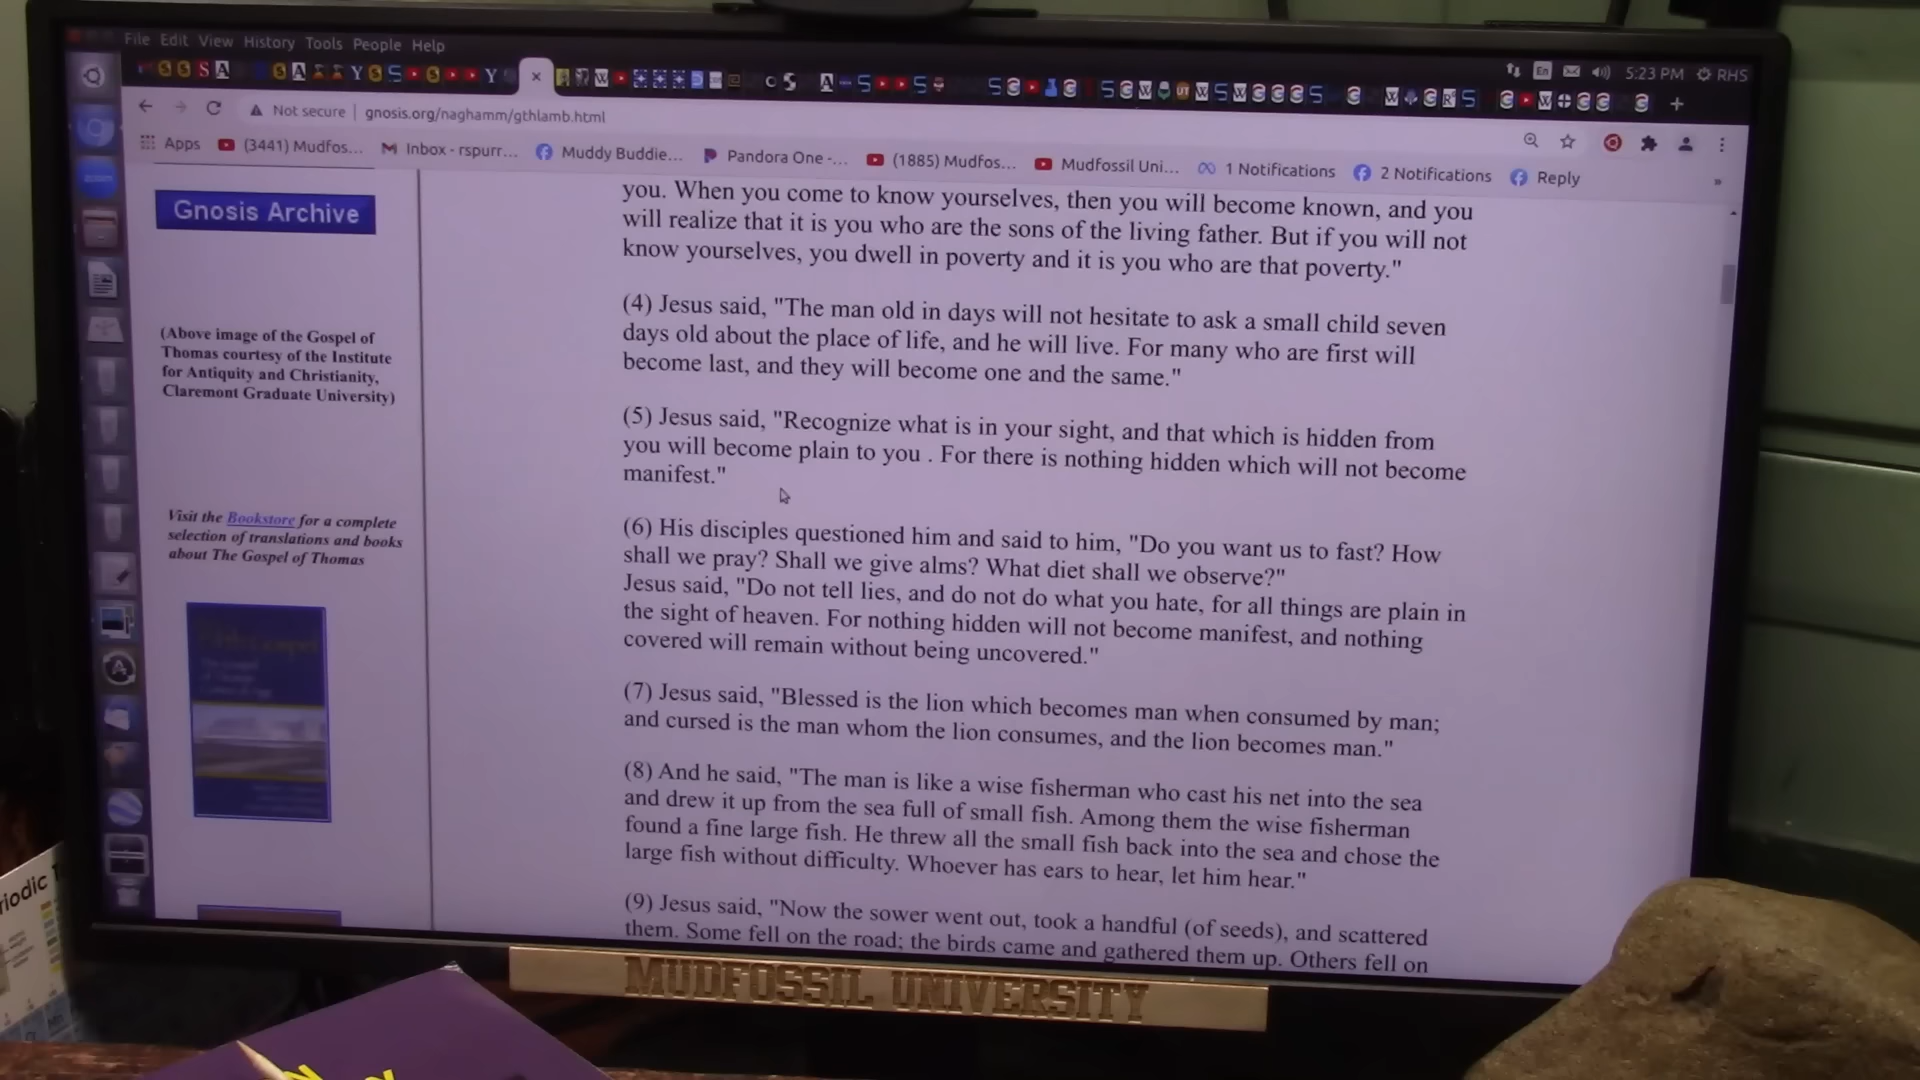 File Edit View History Tools People Help
En 5:23 PM RHS
Not secure | gnosis.org/naghamm/gthlamb.html
Apps (3441) Mudfos... Inbox - rspurr... Muddy Buddie... Pandora One -... (1885) Mudfos... Mudfossil Uni... 1 Notifications 2 Notifications Reply »
Gnosis Archive
(Above image of the Gospel of
Thomas courtesy of the Institute
for Antiquity and Christianity,
Claremont Graduate University)
Visit the Bookstore for a complete
selection of translations and books
about The Gospel of Thomas
you. When you come to know yourselves, then you will become known, and you
will realize that it is you who are the sons of the living father. But if you will not
know yourselves, you dwell in poverty and it is you who are that poverty."
(4) Jesus said, "The man old in days will not hesitate to ask a small child seven
days old about the place of life, and he will live. For many who are first will
become last, and they will become one and the same."
(5) Jesus said, "Recognize what is in your sight, and that which is hidden from
you will become plain to you . For there is nothing hidden which will not become
manifest."
(6) His disciples questioned him and said to him, "Do you want us to fast? How
shall we pray? Shall we give alms? What diet shall we observe?"
Jesus said, "Do not tell lies, and do not do what you hate, for all things are plain in
the sight of heaven. For nothing hidden will not become manifest, and nothing
covered will remain without being uncovered."
(7) Jesus said, "Blessed is the lion which becomes man when consumed by man;
and cursed is the man whom the lion consumes, and the lion becomes man."
(8) And he said, "The man is like a wise fisherman who cast his net into the sea
and drew it up from the sea full of small fish. Among them the wise fisherman
found a fine large fish. He threw all the small fish back into the sea and chose the
large fish without difficulty. Whoever has ears to hear, let him hear."
(9) Jesus said, "Now the sower went out, took a handful (of seeds), and scattered
them. Some fell on the road; the birds came and gathered them up. Others fell on
MUDFOSSIL UNIVERSITY